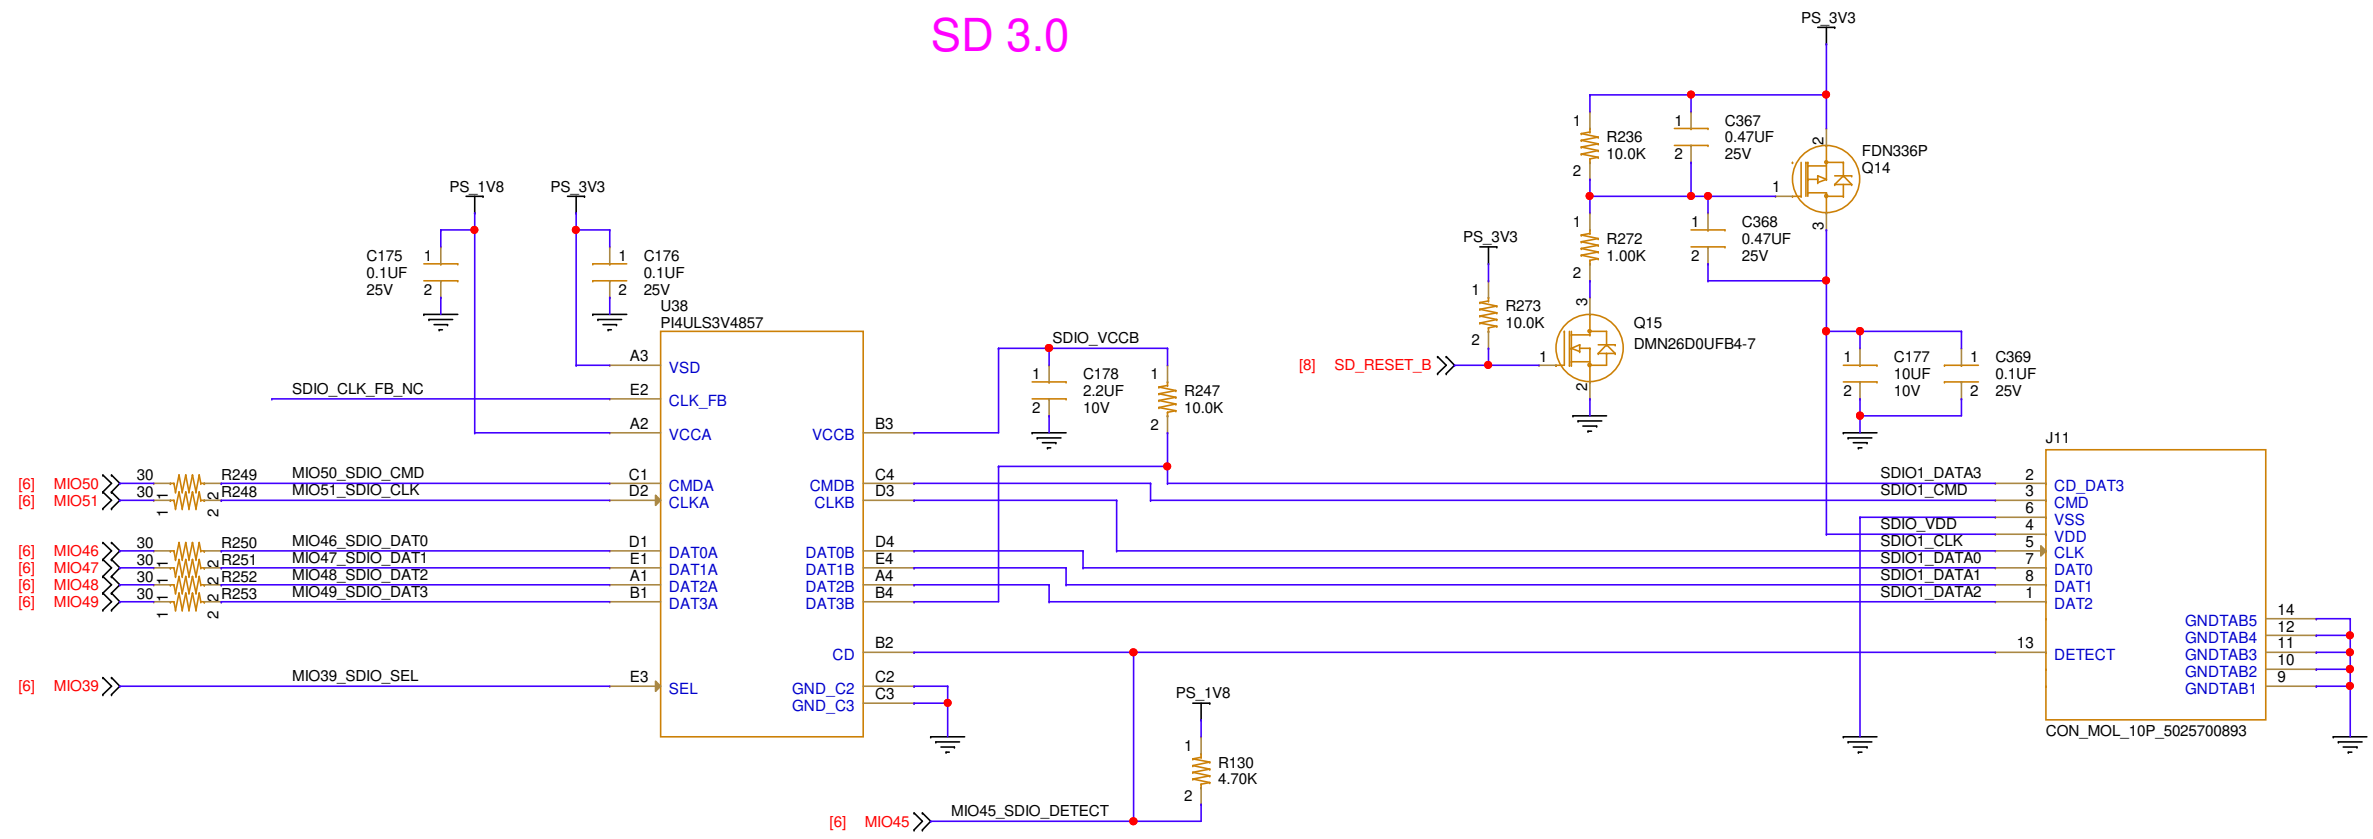 SD 3.0
PS_3V3
1
R236
10.0K
2
1
C367
0.47UF
25V
2
2
FDN336P
Q14
1
3
1
C368
0.47UF
25V
2
1
R272
1.00K
2
PS_3V3
1
R273
10.0K
2
3
Q15
DMN26D0UFB4-7
1
2
[8] SD_RESET_B
1
C177
10UF
10V
2
1
C369
0.1UF
25V
2
PS_1V8
PS_3V3
C175
0.1UF
25V
1
2
1
2
C176
0.1UF
25V
U38
PI4ULS3V4857
A3 VSD
SDIO_CLK_FB_NC E2 CLK_FB
A2 VCCA
[6] MIO50 30 R249 MIO50_SDIO_CMD C1 CMDA
[6] MIO51 30 R248 MIO51_SDIO_CLK D2 CLKA
1 2
1 2
[6] MIO46 30 R250 MIO46_SDIO_DAT0 D1 DAT0A
[6] MIO47 30 R251 MIO47_SDIO_DAT1 E1 DAT1A
[6] MIO48 30 R252 MIO48_SDIO_DAT2 A1 DAT2A
[6] MIO49 30 R253 MIO49_SDIO_DAT3 B1 DAT3A
1 2
1 2
[6] MIO39 MIO39_SDIO_SEL E3 SEL
VCCB B3
CMDB C4
CLKB D3
DAT0B D4
DAT1B E4
DAT2B A4
DAT3B B4
CD B2
GND_C2 C2
GND_C3 C3
SDIO_VCCB
1
C178
2.2UF
10V
2
1
R247
10.0K
2
PS_1V8
1
R130
4.70K
2
[6] MIO45 MIO45_SDIO_DETECT
J11
SDIO1_DATA3 2 CD_DAT3
SDIO1_CMD 3 CMD
6 VSS
SDIO_VDD 4 VDD
SDIO1_CLK 5 CLK
SDIO1_DATA0 7 DAT0
SDIO1_DATA1 8 DAT1
SDIO1_DATA2 1 DAT2
13 DETECT
GNDTAB5 14
GNDTAB4 12
GNDTAB3 11
GNDTAB2 10
GNDTAB1 9
CON_MOL_10P_5025700893